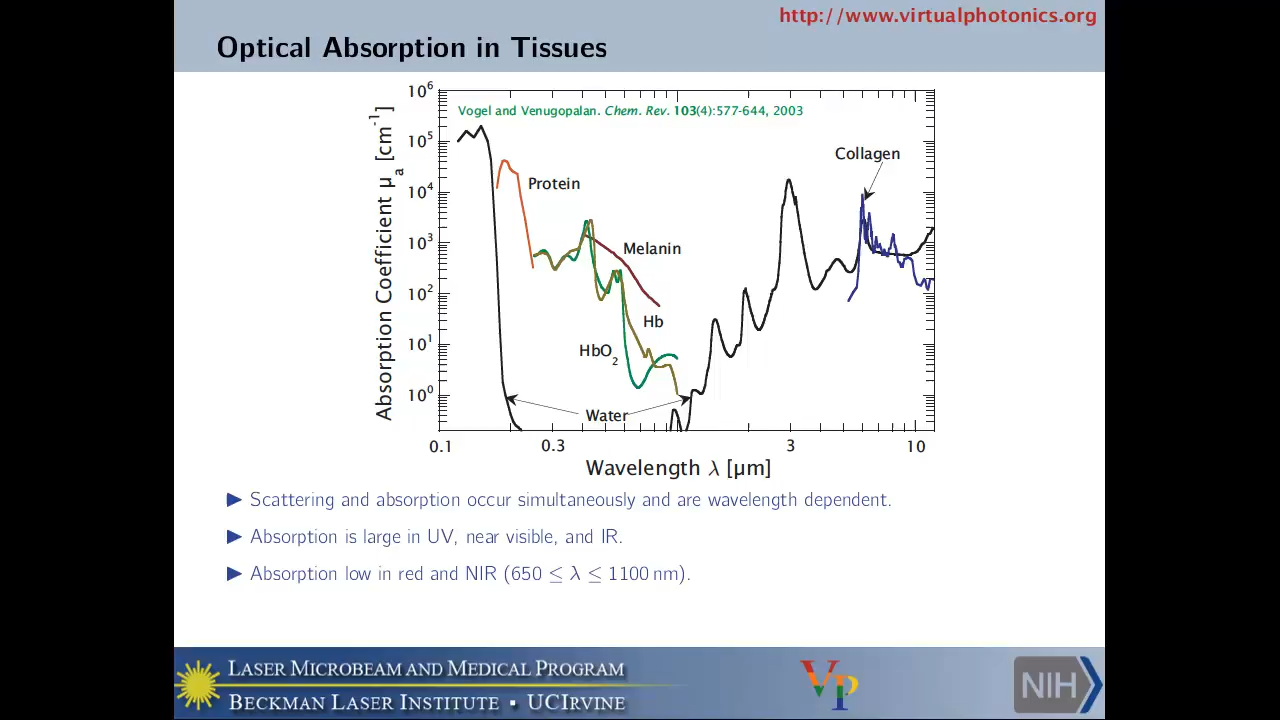 http://www.virtualphotonics.org
Optical Absorption in Tissues
Vogel and Venugopalan. Chem. Rev. 103(4):577-644, 2003
Absorption Coefficient μa [cm-1]
10^6
10^5
10^4
10^3
10^2
10^1
10^0
Collagen
Protein
Melanin
Hb
HbO2
Water
0.1
0.3
1
3
10
Wavelength λ [μm]
▶ Scattering and absorption occur simultaneously and are wavelength dependent.
▶ Absorption is large in UV, near visible, and IR.
▶ Absorption low in red and NIR (650 ≤ λ ≤ 1100 nm).
LASER MICROBEAM AND MEDICAL PROGRAM
BECKMAN LASER INSTITUTE ▪ UCIRVINE
VP
NIH